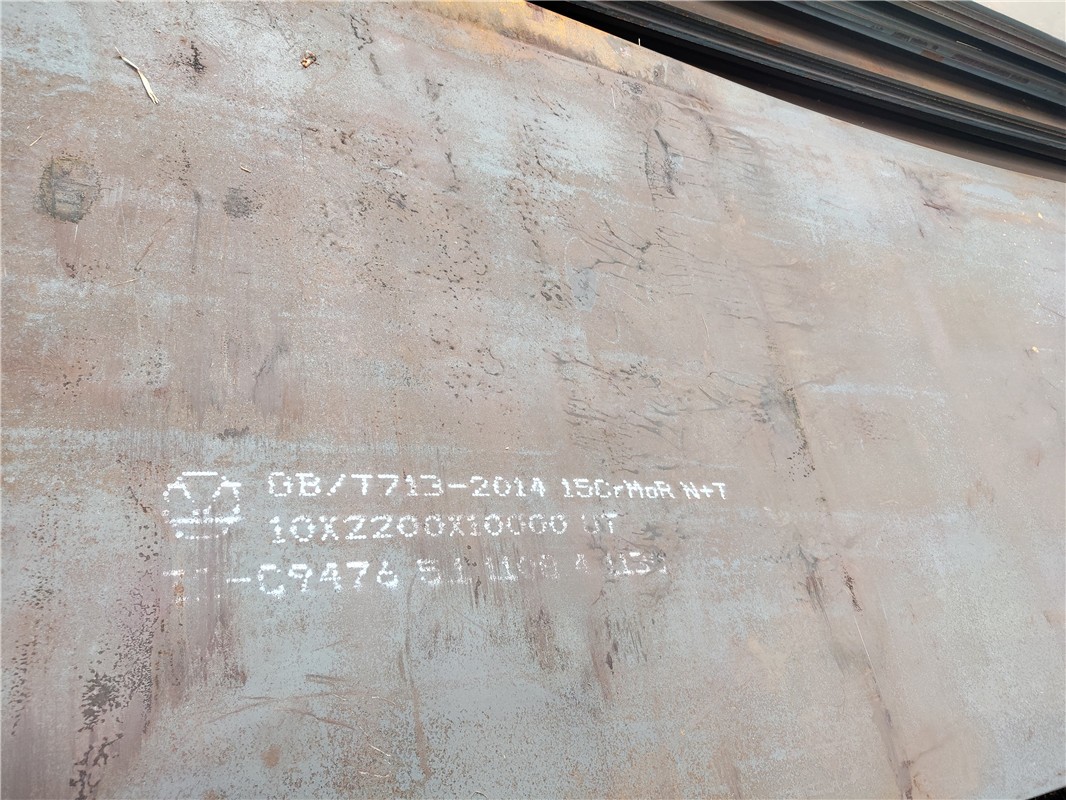 GB/T713-2014 15CrMoR N+T
10X2200X10000 UT
C9476